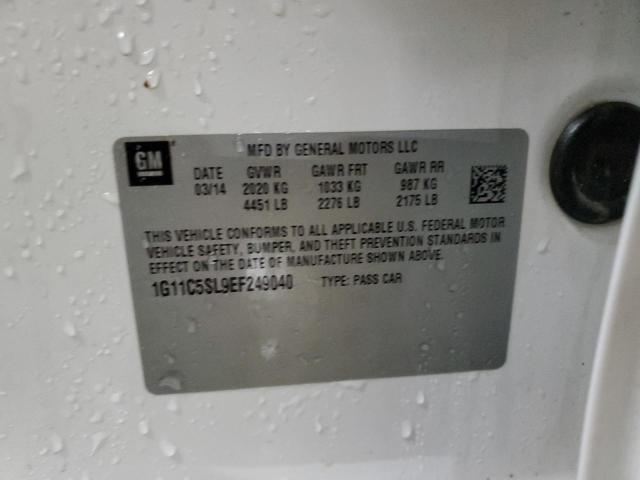 GM
MFD BY GENERAL MOTORS LLC
DATE GVWR GAWR FRT GAWR RR
03/14 2020 KG 1033 KG 987 KG
4451 LB 2276 LB 2175 LB
THIS VEHICLE CONFORMS TO ALL APPLICABLE U.S. FEDERAL MOTOR
VEHICLE SAFETY, BUMPER, AND THEFT PREVENTION STANDARDS IN
EFFECT ON THE DATE OF MANUFACTURE SHOWN ABOVE.
1G11C5SL9EF249040 TYPE: PASS CAR